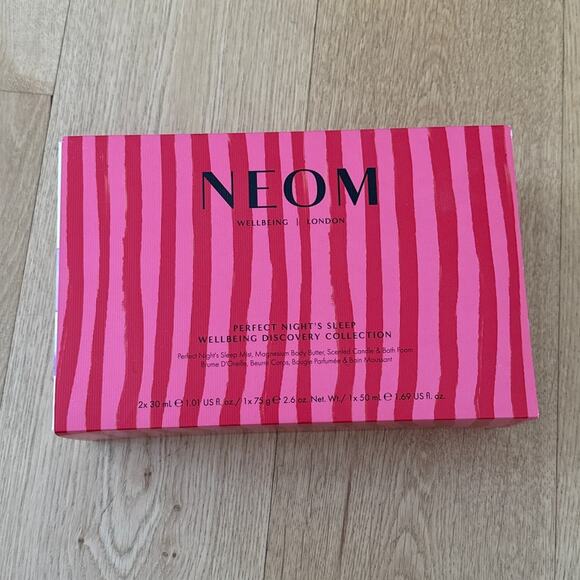 NEOM
WELLBEING | LONDON
PERFECT NIGHT'S SLEEP
WELLBEING DISCOVERY COLLECTION
Perfect Night's Sleep Mist, Magnesium Body Butter, Scented Candle & Bath Foam
Brume D'Oreiller, Beurre Corps, Bougie Parfumée & Bain Moussant
2x 30 mL ℮ 1.01 US fl. oz. / 1x 75 g ℮ 2.6 oz. Net. Wt./ 1x 50 mL ℮ 1.69 US fl. oz.